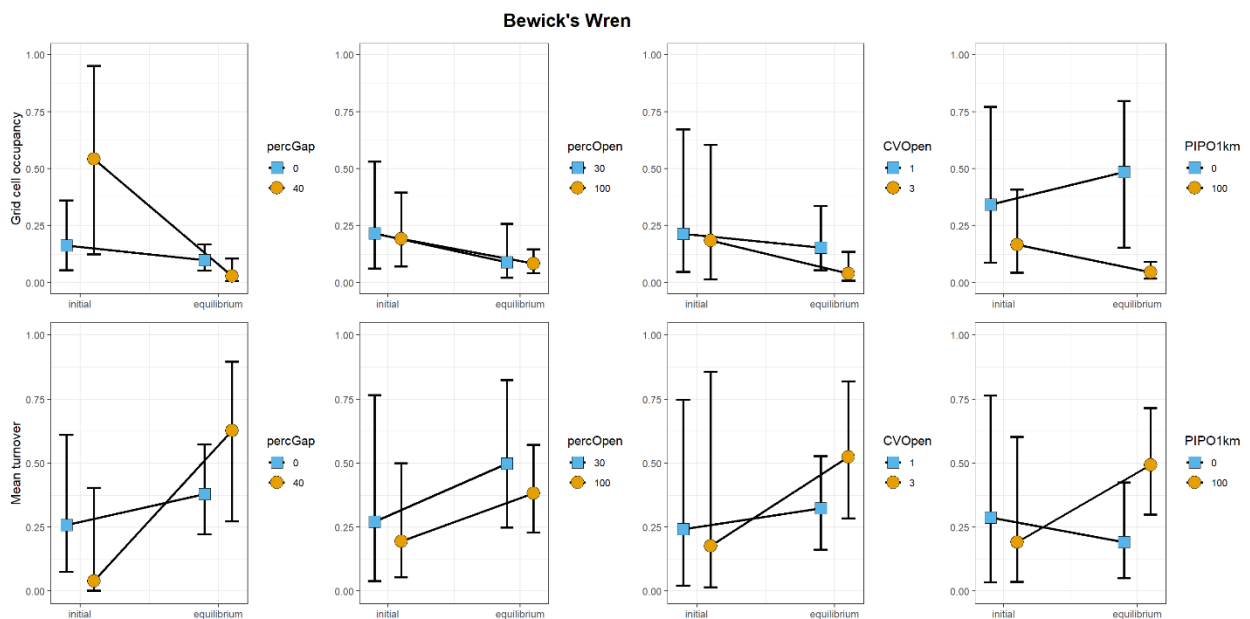 Bewick's Wren
Grid cell occupancy
1.00
0.75
0.50
0.25
0.00
initial
equilibrium
percGap
0
40
1.00
0.75
0.50
0.25
0.00
initial
equilibrium
percOpen
30
100
1.00
0.75
0.50
0.25
0.00
initial
equilibrium
CVOpen
1
3
1.00
0.75
0.50
0.25
0.00
initial
equilibrium
PIPO1km
0
100
Mean turnover
1.00
0.75
0.50
0.25
0.00
initial
equilibrium
percGap
0
40
1.00
0.75
0.50
0.25
0.00
initial
equilibrium
percOpen
30
100
1.00
0.75
0.50
0.25
0.00
initial
equilibrium
CVOpen
1
3
1.00
0.75
0.50
0.25
0.00
initial
equilibrium
PIPO1km
0
100